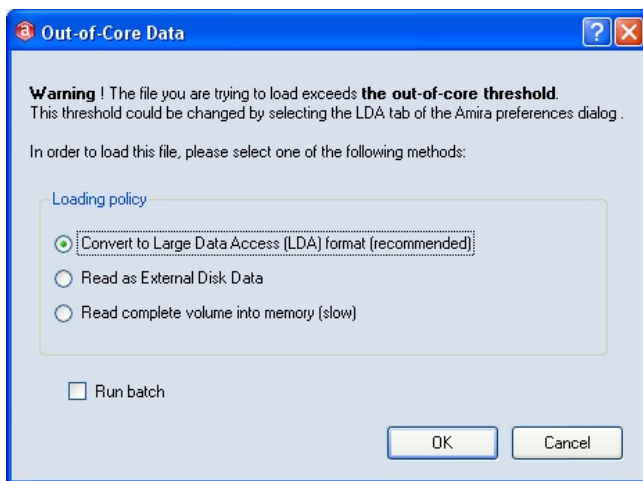 Out-of-Core Data
Warning ! The file you are trying to load exceeds the out-of-core threshold.
This threshold could be changed by selecting the LDA tab of the Amira preferences dialog .
In order to load this file, please select one of the following methods:
Loading policy
Convert to Large Data Access (LDA) format (recommended)
Read as External Disk Data
Read complete volume into memory (slow)
Run batch
OK
Cancel